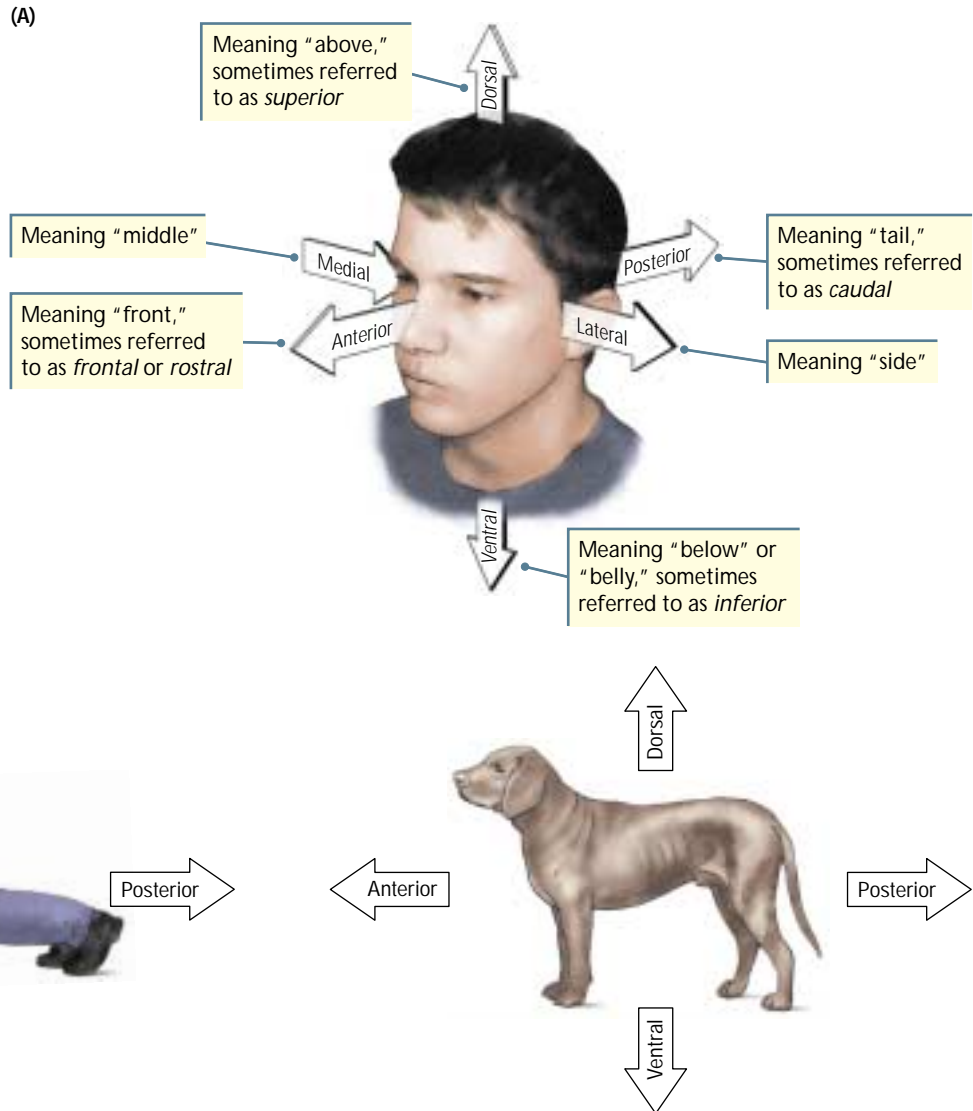 (A)
Meaning “above,”
sometimes referred
to as superior
Dorsal
Meaning “middle”
Medial
Posterior
Meaning “tail,”
sometimes referred
to as caudal
Meaning “front,”
sometimes referred
to as frontal or rostral
Anterior
Lateral
Meaning “side”
Ventral
Meaning “below” or
“belly,” sometimes
referred to as inferior
Dorsal
Posterior
Anterior
Posterior
Ventral